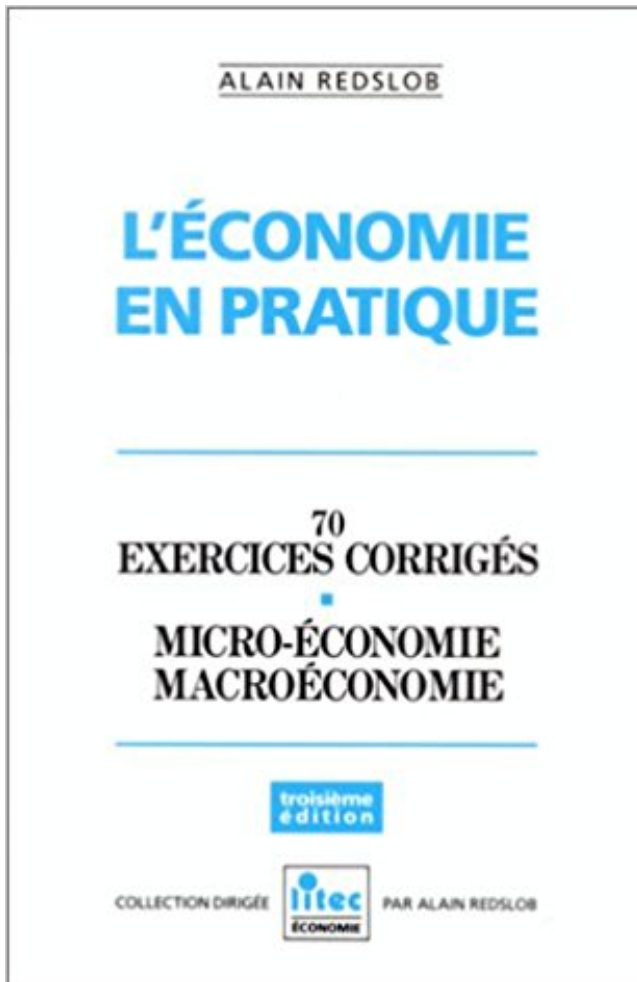 ALAIN REDSLOB
L'ÉCONOMIE
EN PRATIQUE
70
EXERCICES CORRIGÉS
MICRO-ÉCONOMIE
MACROÉCONOMIE
troisième
édition
COLLECTION DIRIGÉE
litec
ÉCONOMIE
PAR ALAIN REDSLOB